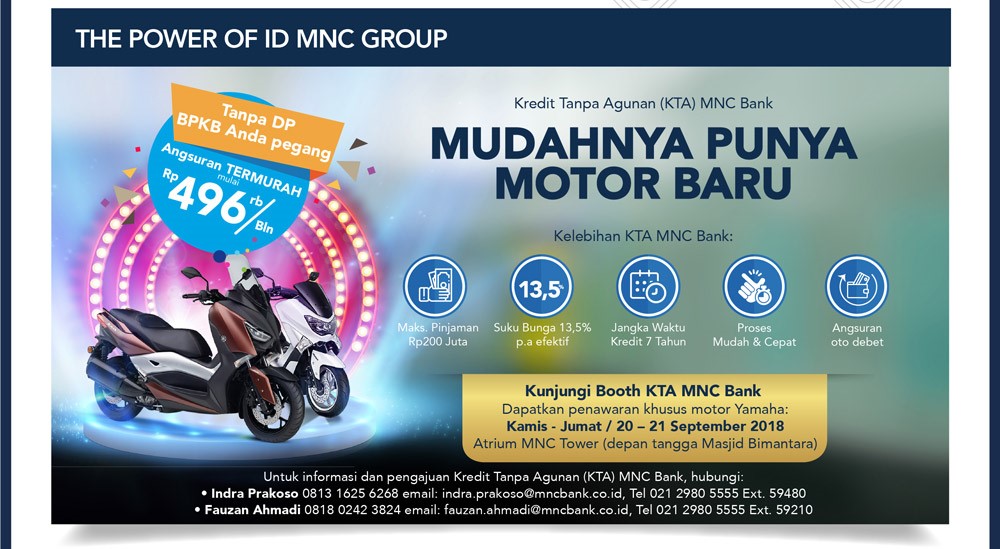 THE POWER OF ID MNC GROUP
Tanpa DP
BPKB Anda pegang
Angsuran TERMURAH
mulai
Rp 496 rb/Bln
Kredit Tanpa Agunan (KTA) MNC Bank
MUDAHNYA PUNYA
MOTOR BARU
Kelebihan KTA MNC Bank:
13,5%
Maks. Pinjaman
Rp200 Juta
Suku Bunga 13,5%
p.a efektif
Jangka Waktu
Kredit 7 Tahun
Proses
Mudah & Cepat
Angsuran
oto debet
Kunjungi Booth KTA MNC Bank
Dapatkan penawaran khusus motor Yamaha:
Kamis - Jumat / 20 – 21 September 2018
Atrium MNC Tower (depan tangga Masjid Bimantara)
Untuk informasi dan pengajuan Kredit Tanpa Agunan (KTA) MNC Bank, hubungi:
• Indra Prakoso 0813 1625 6268 email: indra.prakoso@mncbank.co.id, Tel 021 2980 5555 Ext. 59480
• Fauzan Ahmadi 0818 0242 3824 email: fauzan.ahmadi@mncbank.co.id, Tel 021 2980 5555 Ext. 59210